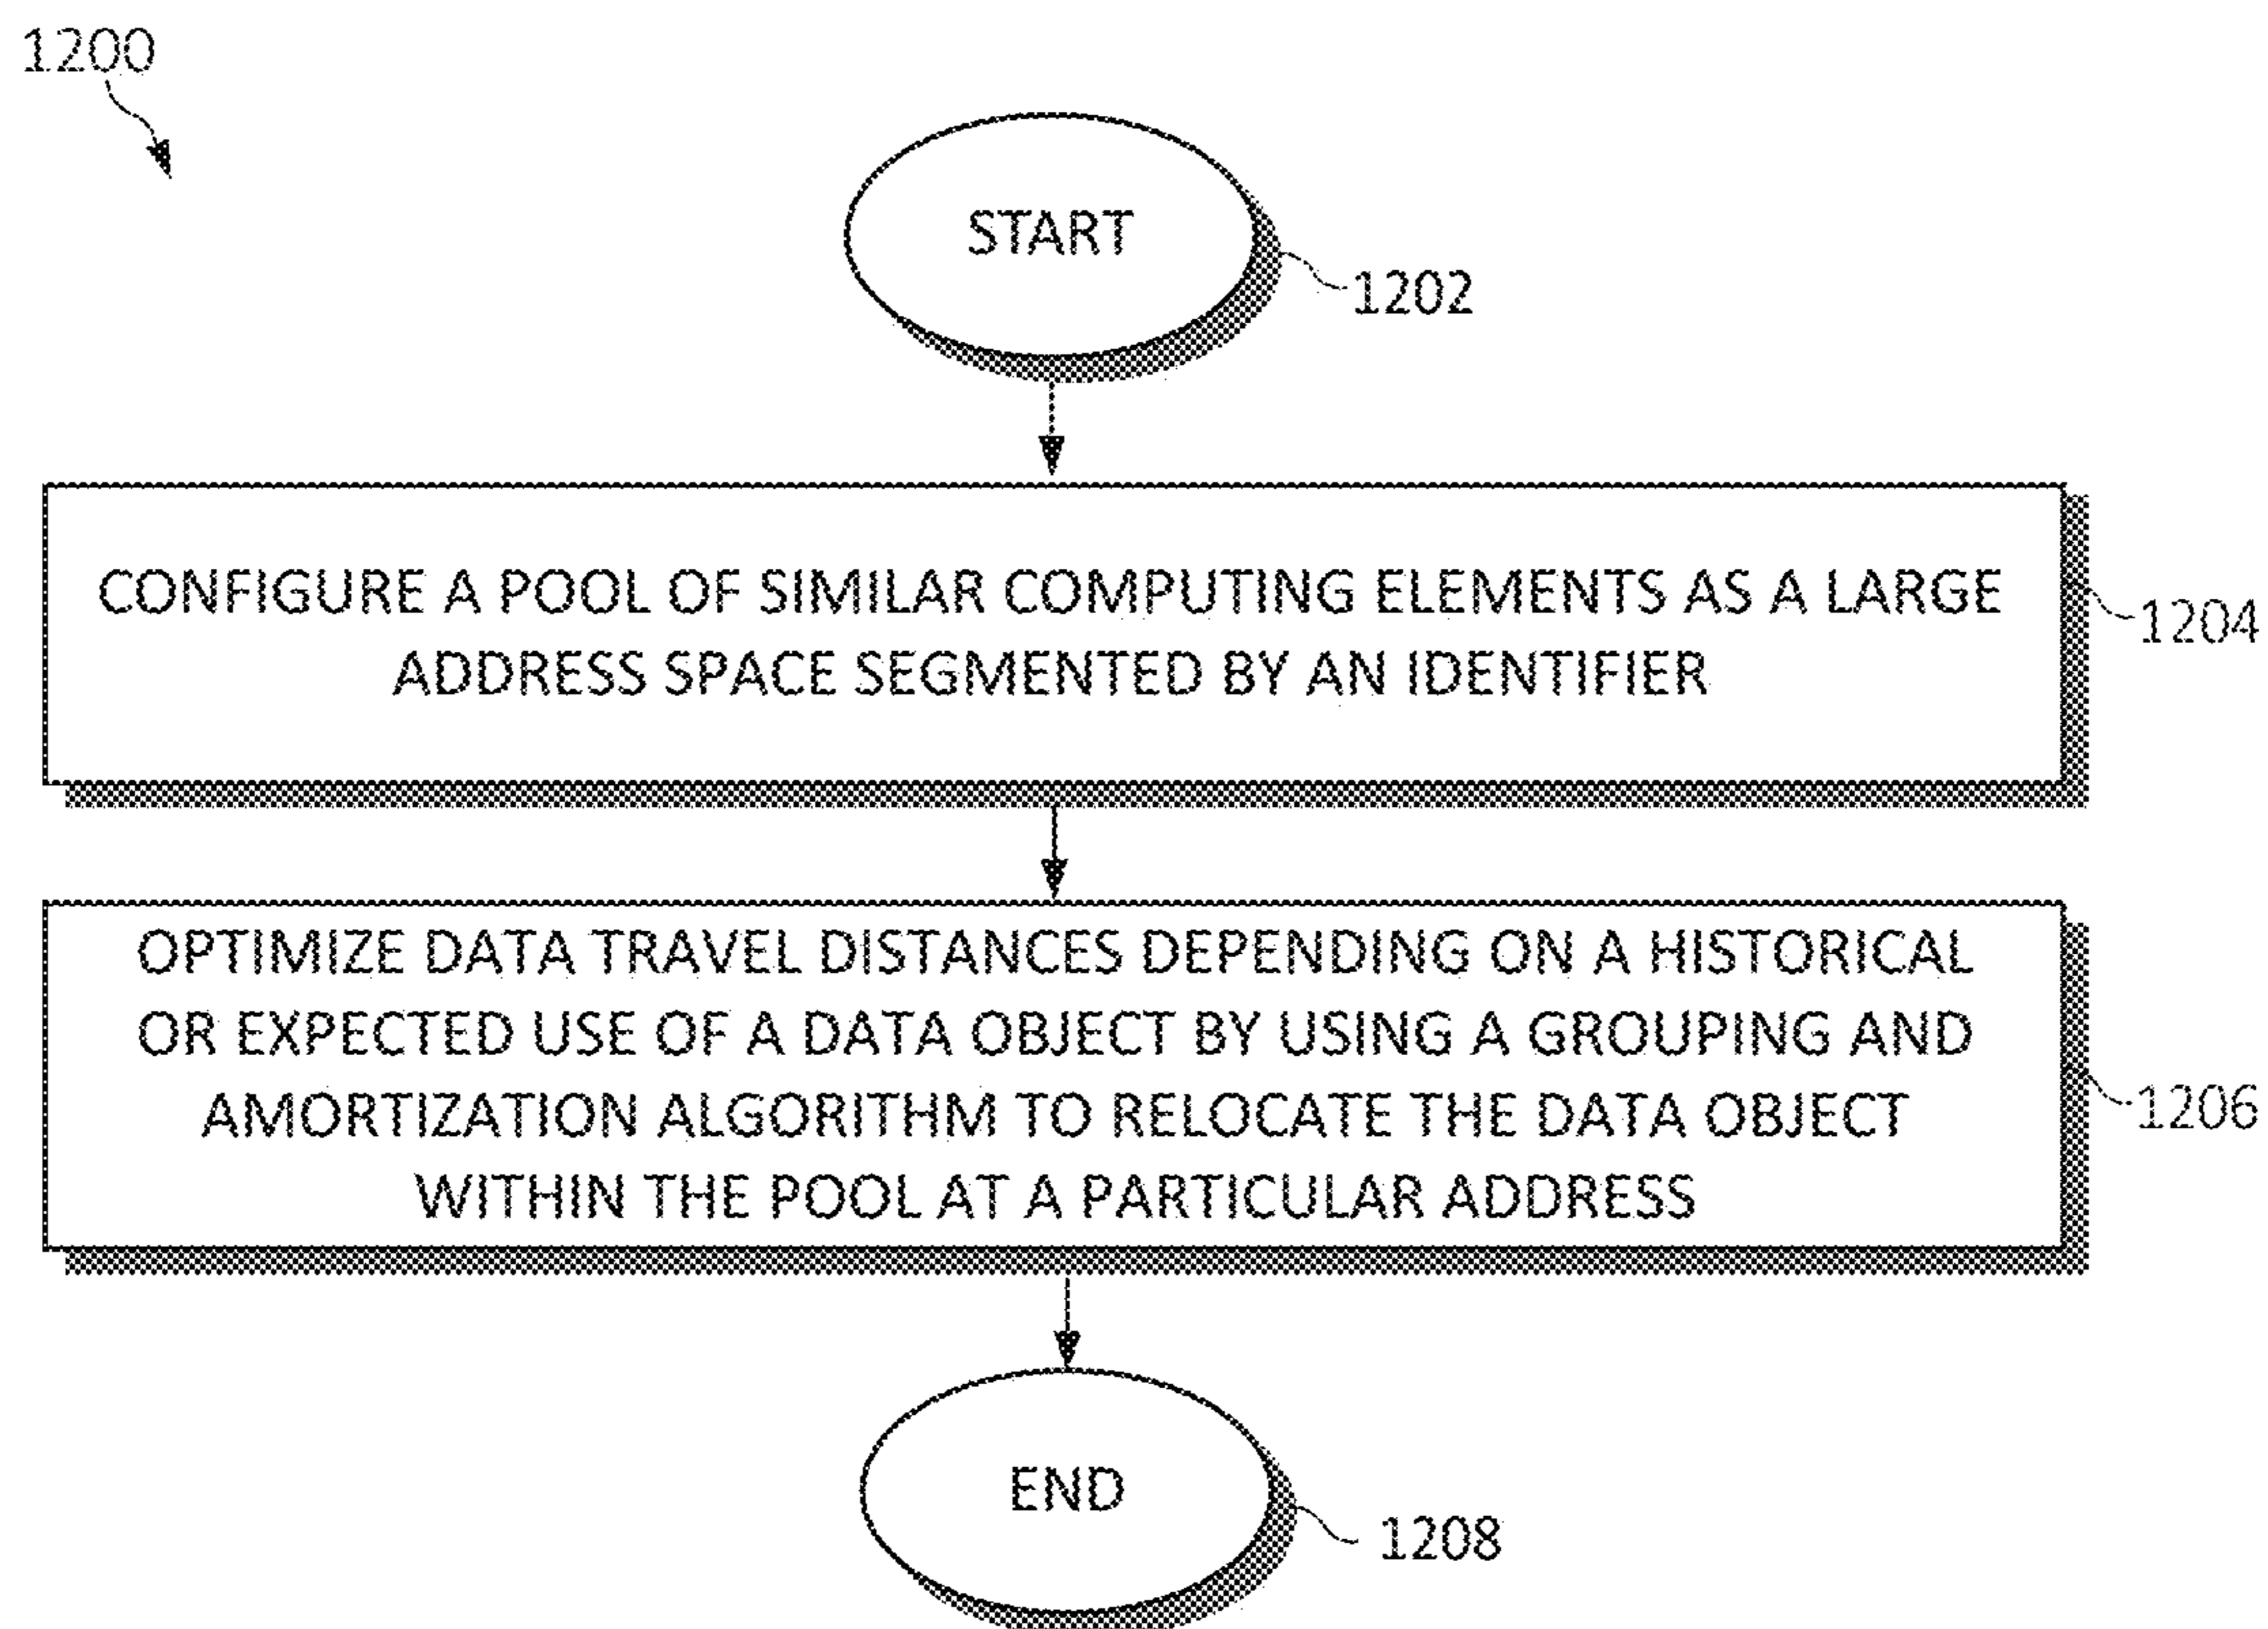 1200
START
1202
CONFIGURE A POOL OF SIMILAR COMPUTING ELEMENTS AS A LARGE
ADDRESS SPACE SEGMENTED BY AN IDENTIFIER
1204
OPTIMIZE DATA TRAVEL DISTANCES DEPENDING ON A HISTORICAL
OR EXPECTED USE OF A DATA OBJECT BY USING A GROUPING AND
AMORTIZATION ALGORITHM TO RELOCATE THE DATA OBJECT
WITHIN THE POOL AT A PARTICULAR ADDRESS
1206
END
1208